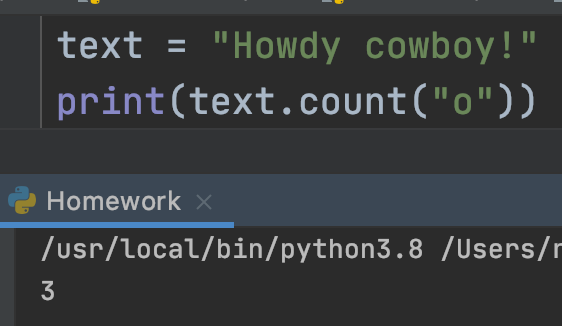 text = "Howdy cowboy!"
print(text.count("o"))
Homework
/usr/local/bin/python3.8 /Users/
3